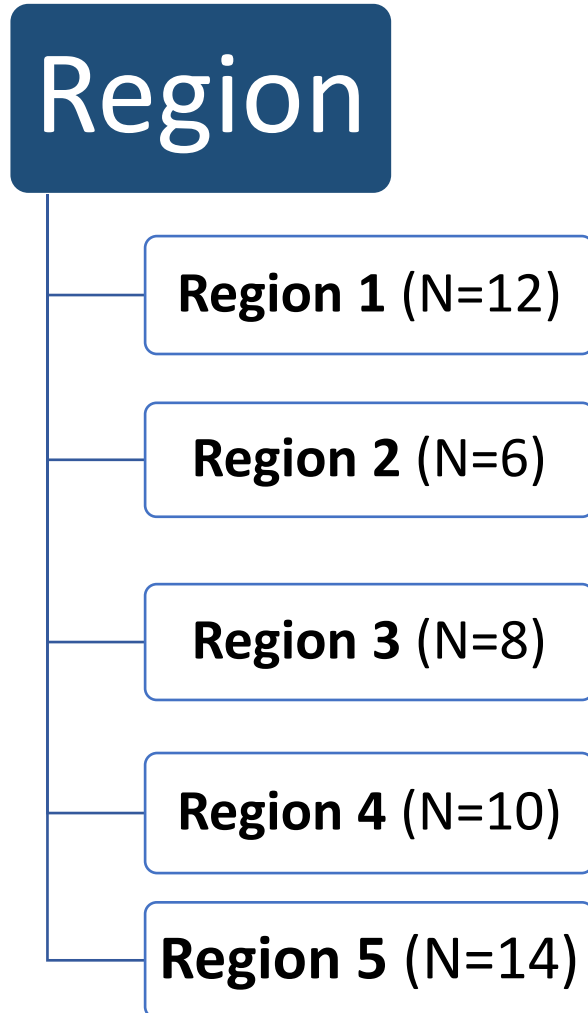 Region
Region 1 (N=12)
Region 2 (N=6)
Region 3 (N=8)
Region 4 (N=10)
Region 5 (N=14)